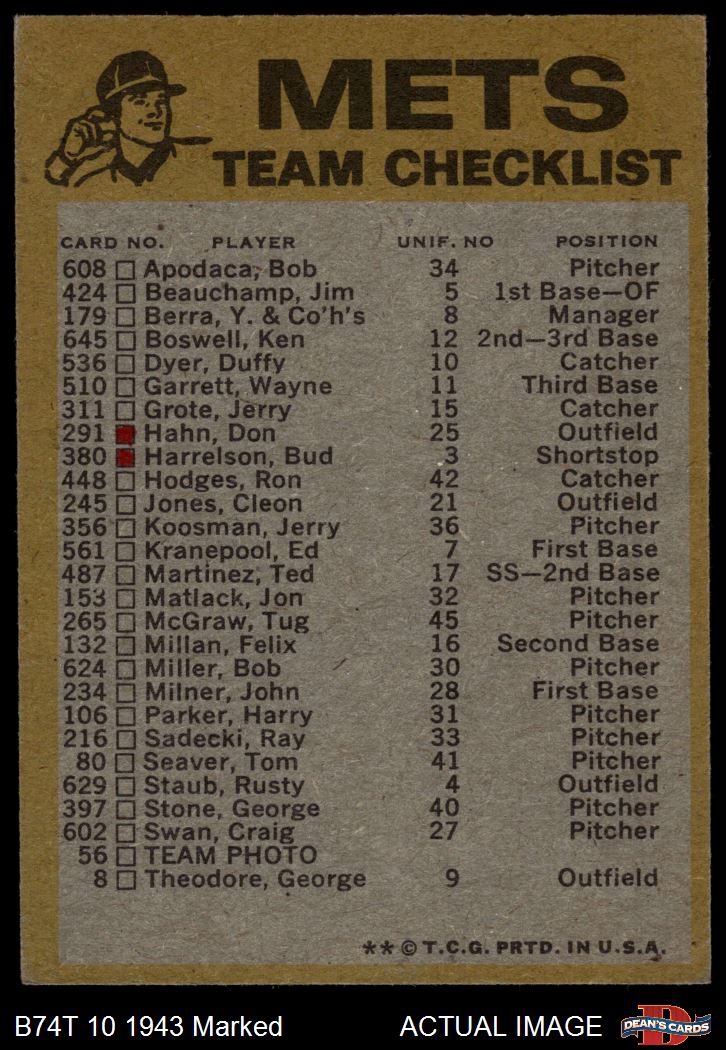 METS
TEAM CHECKLIST
CARD NO. PLAYER UNIF. NO POSITION
608 Apodaca, Bob 34 Pitcher
424 Beauchamp, Jim 5 1st Base—OF
179 Berra, Y. & Co'h's 8 Manager
645 Boswell, Ken 12 2nd—3rd Base
536 Dyer, Duffy 10 Catcher
510 Garrett, Wayne 11 Third Base
311 Grote, Jerry 15 Catcher
291 Hahn, Don 25 Outfield
380 Harrelson, Bud 3 Shortstop
448 Hodges, Ron 42 Catcher
245 Jones, Cleon 21 Outfield
356 Koosman, Jerry 36 Pitcher
561 Kranepool, Ed 7 First Base
487 Martinez, Ted 17 SS—2nd Base
153 Matlack, Jon 32 Pitcher
265 McGraw, Tug 45 Pitcher
132 Millan, Felix 16 Second Base
624 Miller, Bob 30 Pitcher
234 Milner, John 28 First Base
106 Parker, Harry 31 Pitcher
216 Sadecki, Ray 33 Pitcher
80 Seaver, Tom 41 Pitcher
629 Staub, Rusty 4 Outfield
397 Stone, George 40 Pitcher
602 Swan, Craig 27 Pitcher
56 TEAM PHOTO
8 Theodore, George 9 Outfield
** © T.C.G. PRTD. IN U.S.A.
B74T 10 1943 Marked ACTUAL IMAGE
DEAN'S CARDS